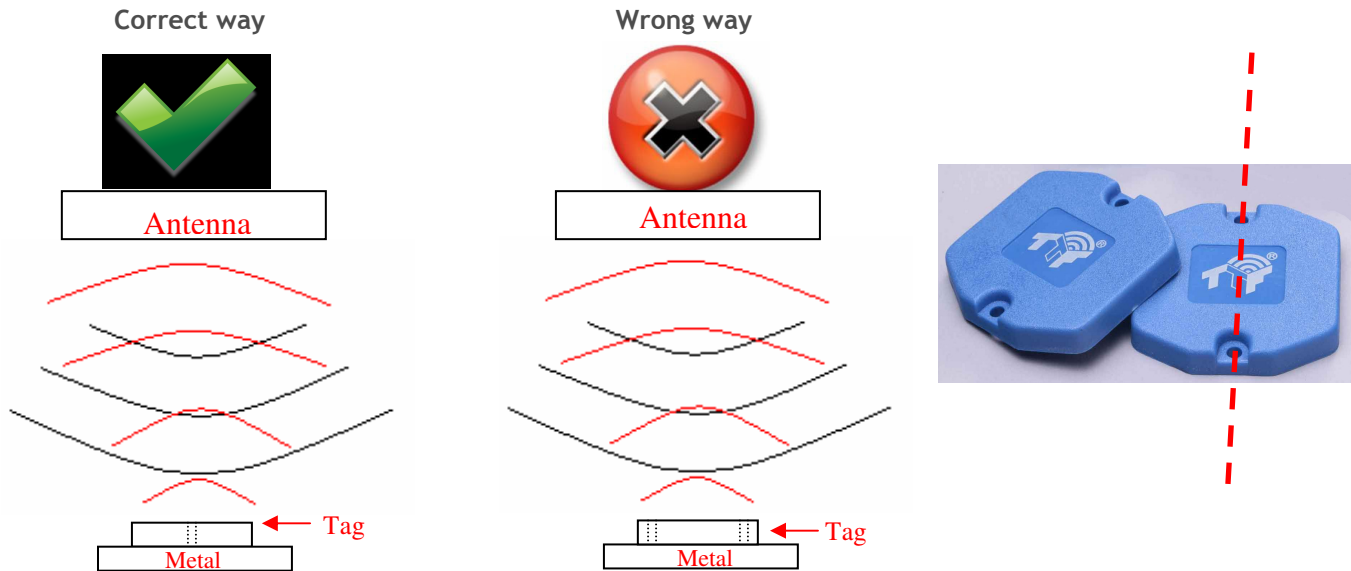 Correct way
Wrong way
Antenna
Antenna
Tag
Metal
Tag
Metal